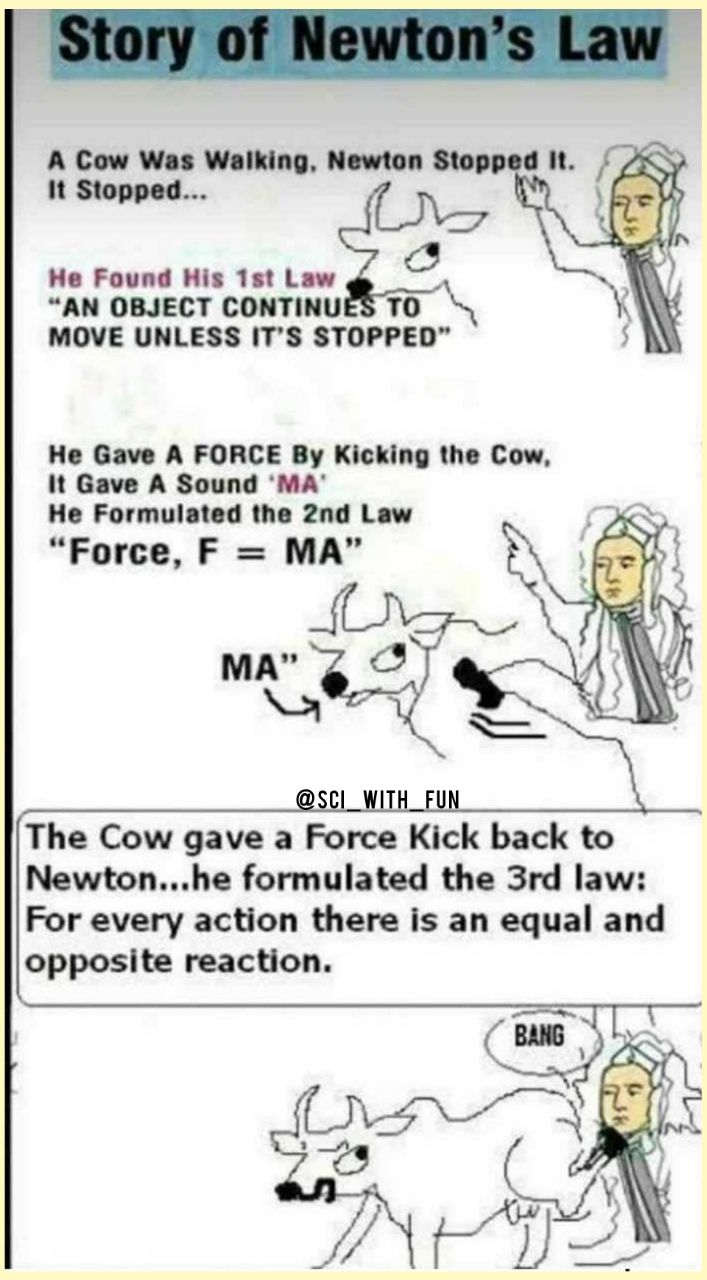 Story of Newton's Law
A Cow Was Walking, Newton Stopped It.
It Stopped...
He Found His 1st Law
"AN OBJECT CONTINUES TO
MOVE UNLESS IT'S STOPPED"
He Gave A FORCE By Kicking the Cow,
It Gave A Sound 'MA'
He Formulated the 2nd Law
"Force, F = MA"
MA"
@SCI_WITH_FUN
The Cow gave a Force Kick back to
Newton...he formulated the 3rd law:
For every action there is an equal and
opposite reaction.
BANG